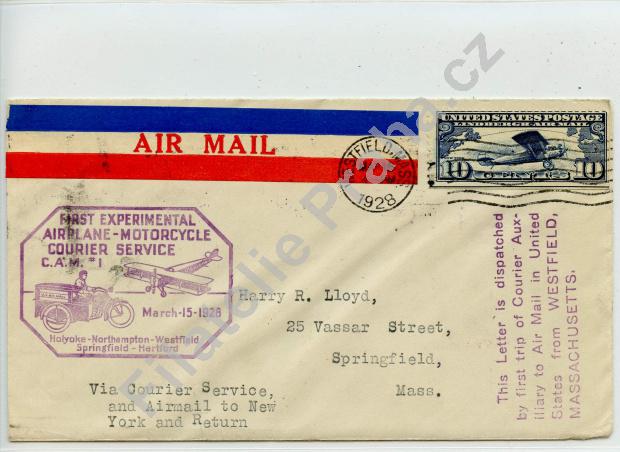 UNITED STATES POSTAGE
LINDBERGH-AIR MAIL
10 CENTS 10
AIR MAIL
WESTFIELD, MASS.
1928
FIRST EXPERIMENTAL
AIRPLANE-MOTORCYCLE
COURIER SERVICE
C.A.M. #1
March-15-1928
Holyoke-Northampton-Westfield
Springfield - Hartford
Harry R. Lloyd,
25 Vassar Street,
Springfield,
Mass.
Via Courier Service,
and Airmail to New
York and Return
This Letter is dispatched
by first trip of Courier Aux-
illiary to Air Mail in United
States from WESTFIELD,
MASSACHUSETTS.
Filatelie Praha.cz